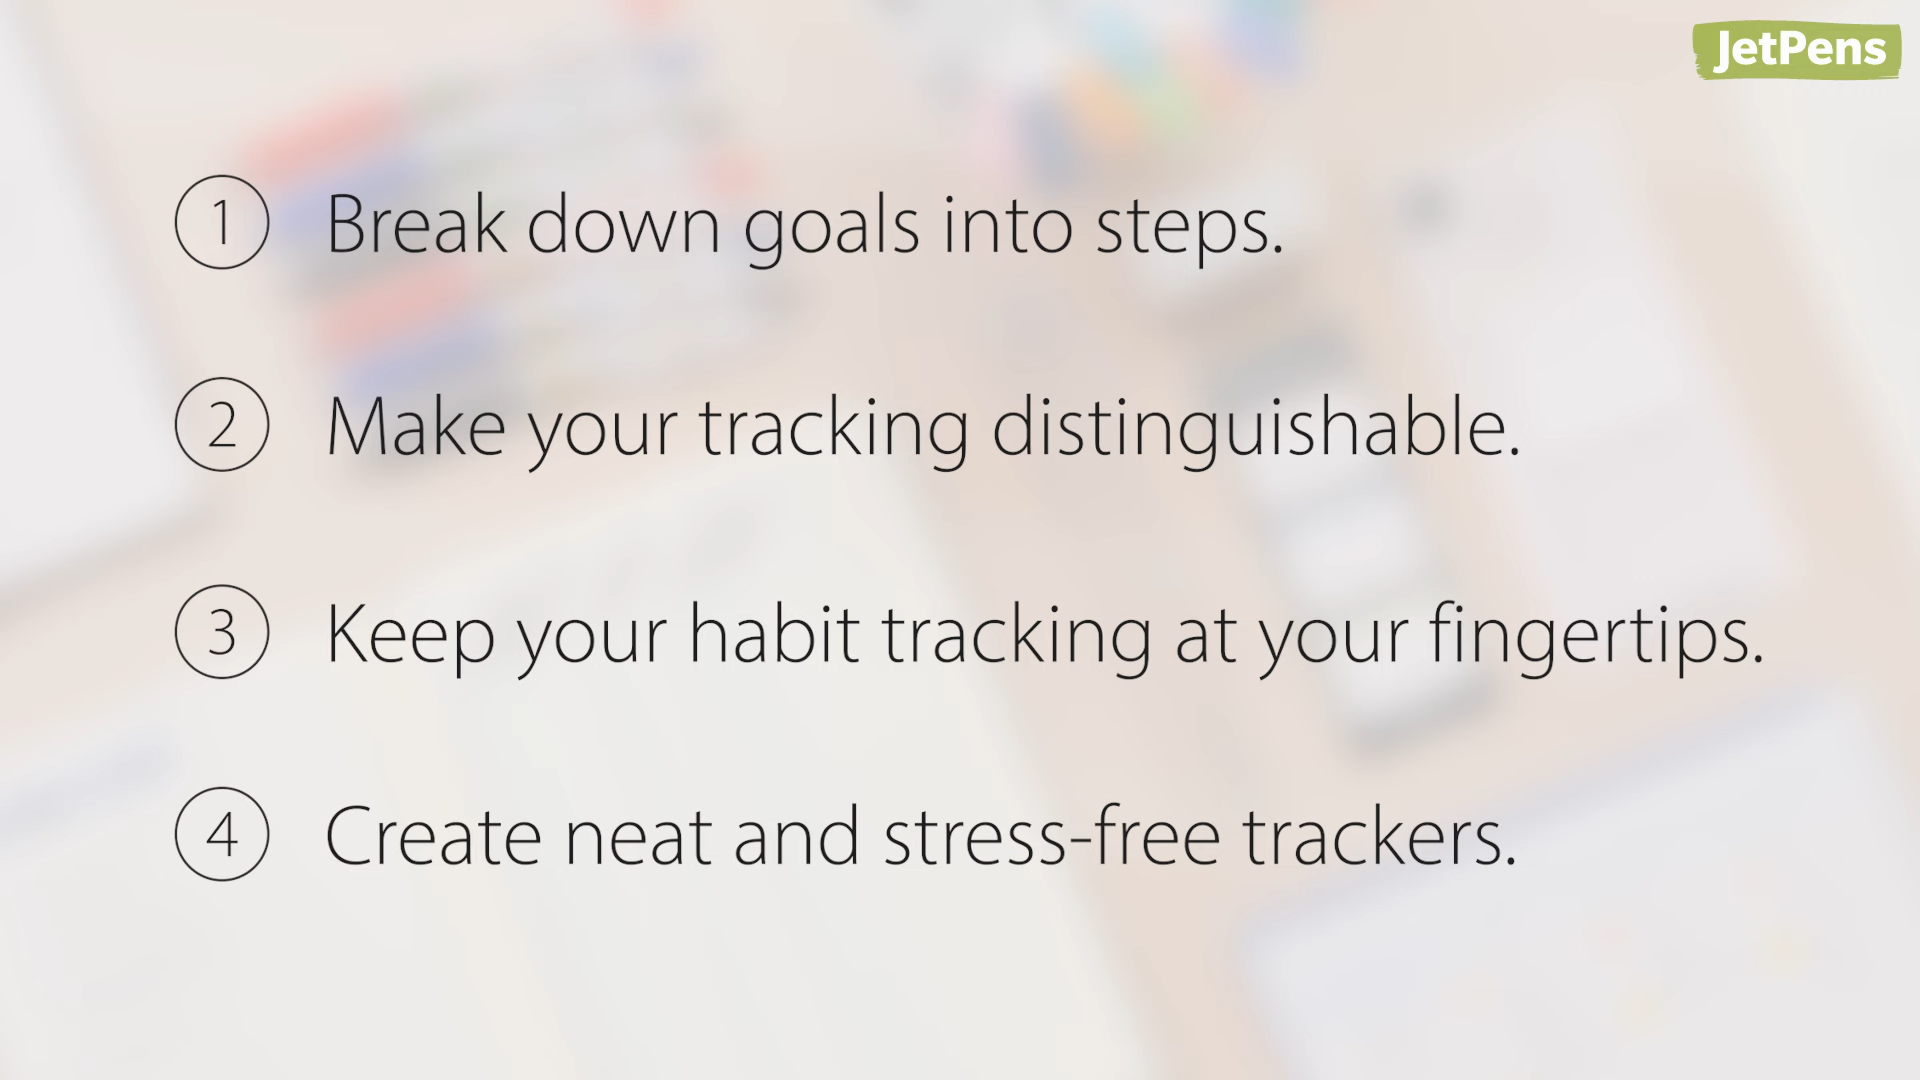 JetPens
1 Break down goals into steps.
2 Make your tracking distinguishable.
3 Keep your habit tracking at your fingertips.
4 Create neat and stress-free trackers.